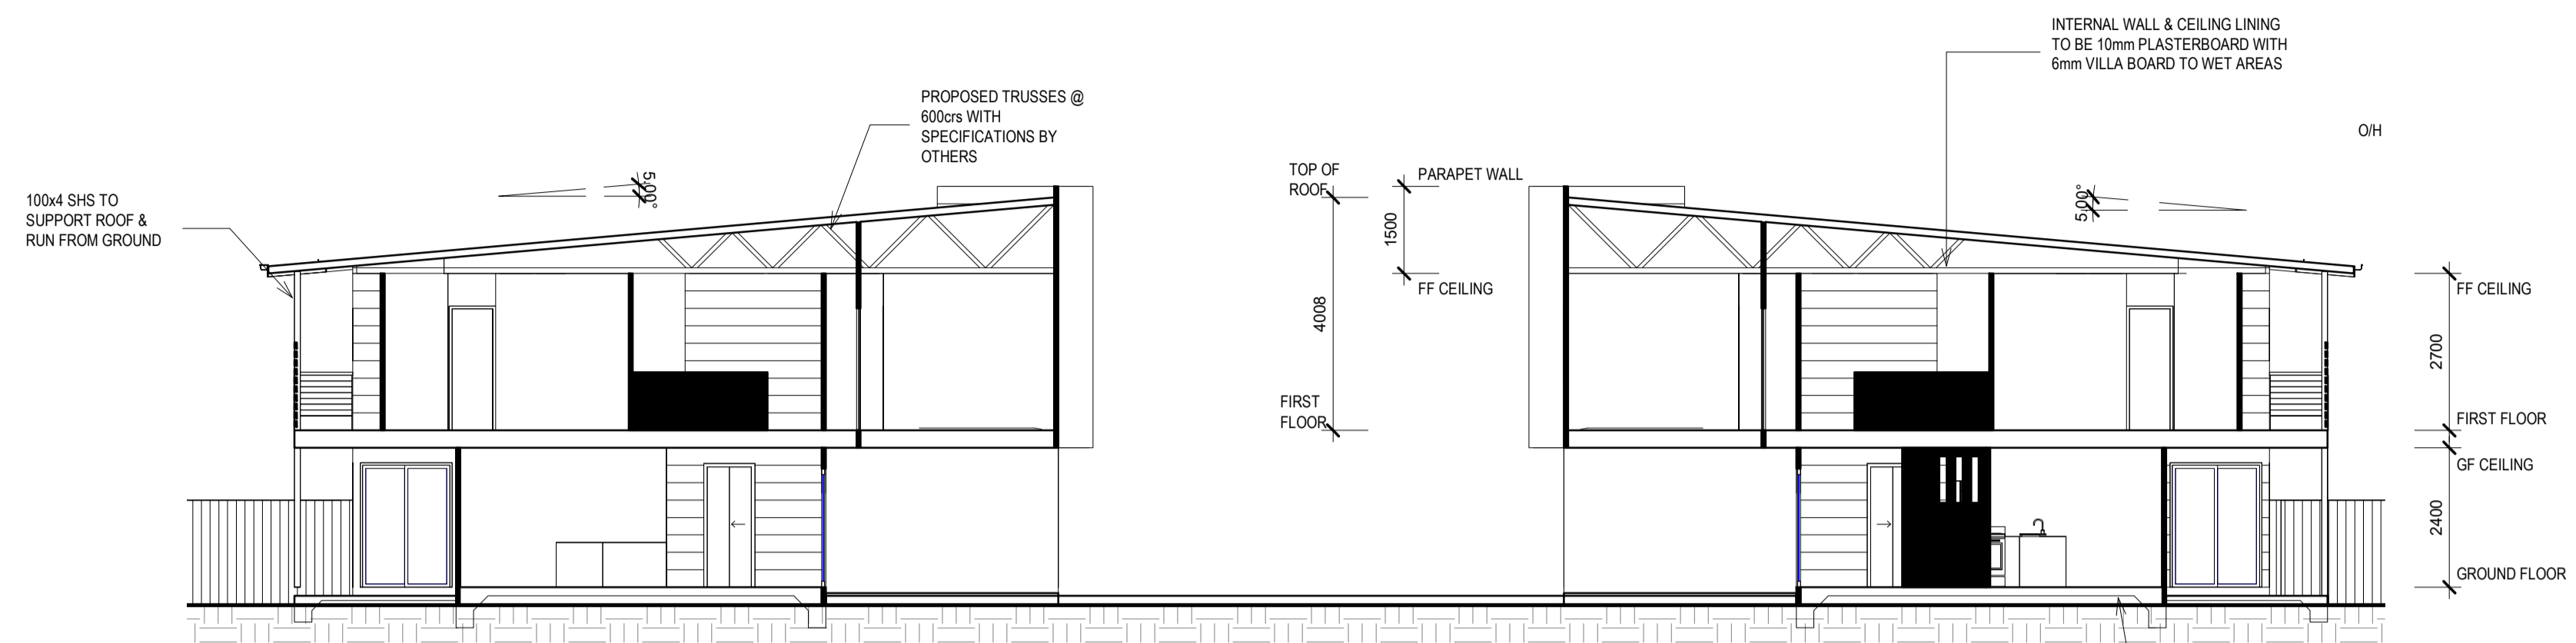 INTERNAL WALL & CEILING LINING
TO BE 10mm PLASTERBOARD WITH
6mm VILLA BOARD TO WET AREAS
PROPOSED TRUSSES @
600crs WITH
SPECIFICATIONS BY
OTHERS
O/H
100x4 SHS TO
SUPPORT ROOF &
RUN FROM GROUND
5.00°
TOP OF
ROOF
PARAPET WALL
5.00°
1500
4008
FF CEILING
FIRST
FLOOR
FF CEILING
2700
FIRST FLOOR
GF CEILING
2400
GROUND FLOOR